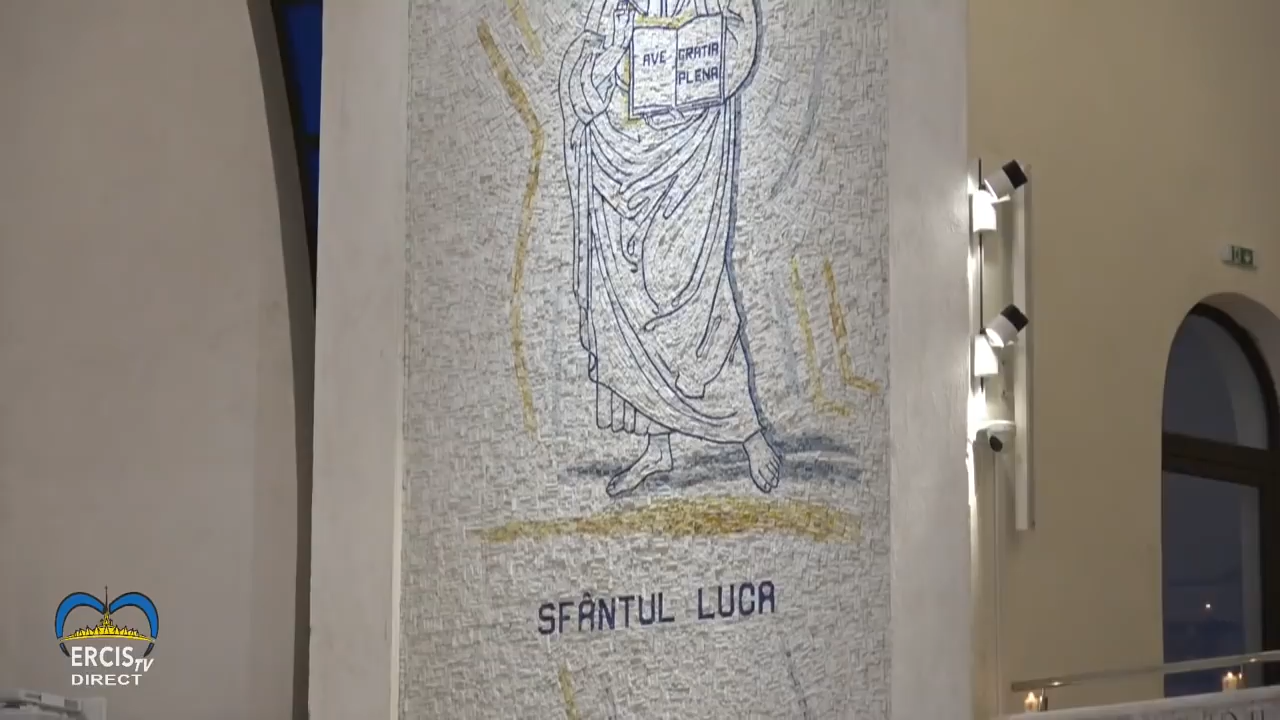 AVE GRATIA
PLENA
SFÂNTUL LUCA
ERCIS TV
DIRECT